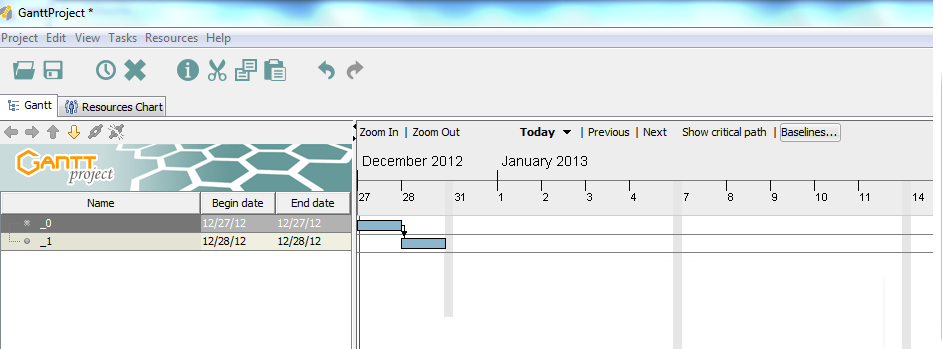 GanttProject *
Project Edit View Tasks Resources Help
Gantt Resources Chart
Zoom In | Zoom Out Today | Previous | Next Show critical path Baselines...
GANTT
project
December 2012 January 2013
27 28 31 1 2 3 4 7 8 9 10 11 14
Name Begin date End date
_0 12/27/12 12/27/12
_1 12/28/12 12/28/12